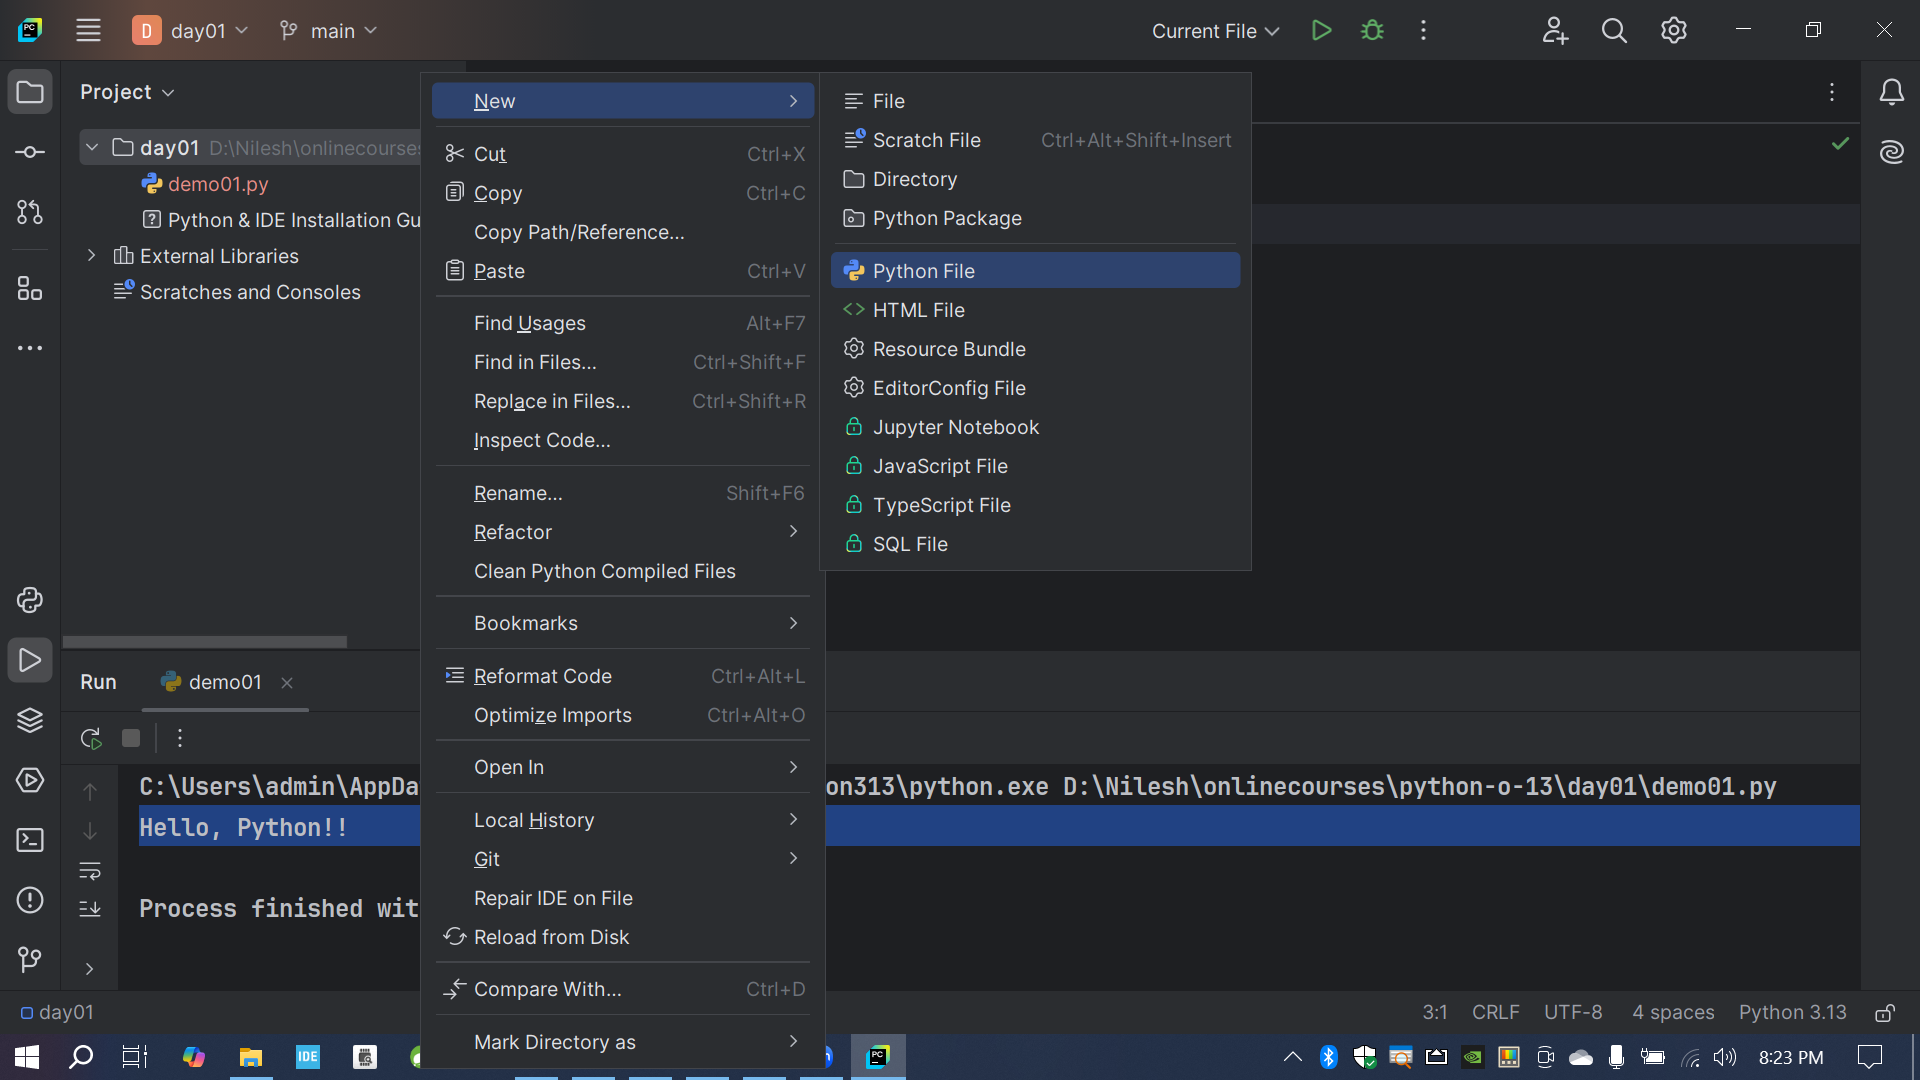 D day01 main Current File
Project
day01 D:\Nilesh\onlinecourses
demo01.py
Python & IDE Installation Gu
External Libraries
Scratches and Consoles
New
Cut Ctrl+X
Copy Ctrl+C
Copy Path/Reference...
Paste Ctrl+V
Find Usages Alt+F7
Find in Files... Ctrl+Shift+F
Replace in Files... Ctrl+Shift+R
Inspect Code...
Rename... Shift+F6
Refactor
Clean Python Compiled Files
Bookmarks
Reformat Code Ctrl+Alt+L
Optimize Imports Ctrl+Alt+O
Open In
Local History
Git
Repair IDE on File
Reload from Disk
Compare With... Ctrl+D
Mark Directory as
File
Scratch File Ctrl+Alt+Shift+Insert
Directory
Python Package
Python File
HTML File
Resource Bundle
EditorConfig File
Jupyter Notebook
JavaScript File
TypeScript File
SQL File
Run demo01
C:\Users\admin\AppDa on313\python.exe D:\Nilesh\onlinecourses\python-o-13\day01\demo01.py
Hello, Python!!
Process finished wit
day01 3:1 CRLF UTF-8 4 spaces Python 3.13
IDE PC 8:23 PM